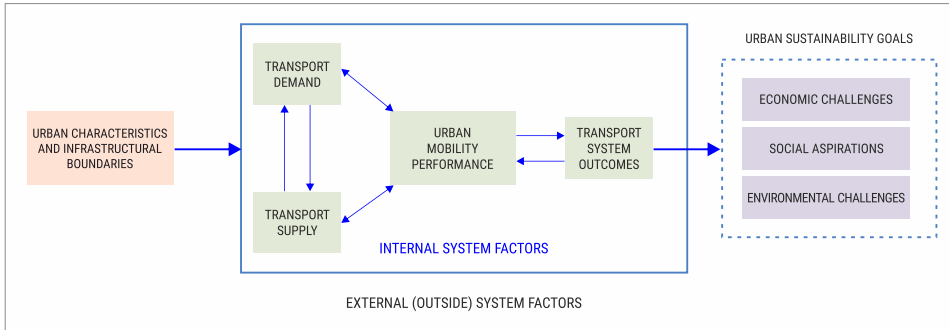 URBAN SUSTAINABILITY GOALS
TRANSPORT
DEMAND
ECONOMIC CHALLENGES
URBAN CHARACTERISTICS
AND INFRASTRUCTURAL
BOUNDARIES
URBAN
MOBILITY
PERFORMANCE
TRANSPORT
SYSTEM
OUTCOMES
SOCIAL ASPIRATIONS
ENVIRONMENTAL CHALLENGES
TRANSPORT
SUPPLY
INTERNAL SYSTEM FACTORS
EXTERNAL (OUTSIDE) SYSTEM FACTORS